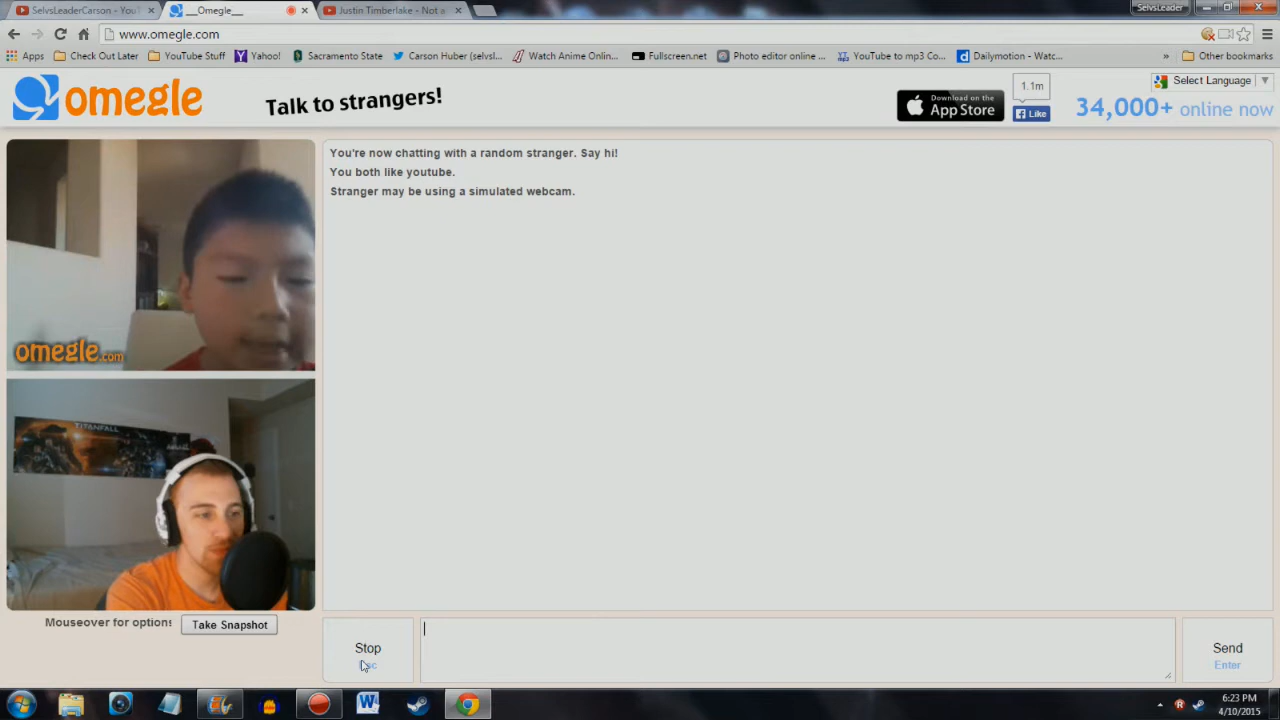 SelvsLeaderCarson - You
__Omegle__
Justin Timberlake - Not a
SelvsLeader
www.omegle.com
Apps
Check Out Later
YouTube Stuff
Yahoo!
Sacramento State
Carson Huber (selvsl...
Watch Anime Onlin...
Fullscreen.net
Photo editor online ...
YouTube to mp3 Co...
Dailymotion - Watc...
»
Other bookmarks
omegle
Talk to strangers!
Download on the
App Store
1.1m
Like
Select Language
34,000+ online now
You're now chatting with a random stranger. Say hi!
You both like youtube.
Stranger may be using a simulated webcam.
omegle.com
TITANFALL
Mouseover for options
Take Snapshot
Stop
Send
Enter
6:23 PM
4/10/2015